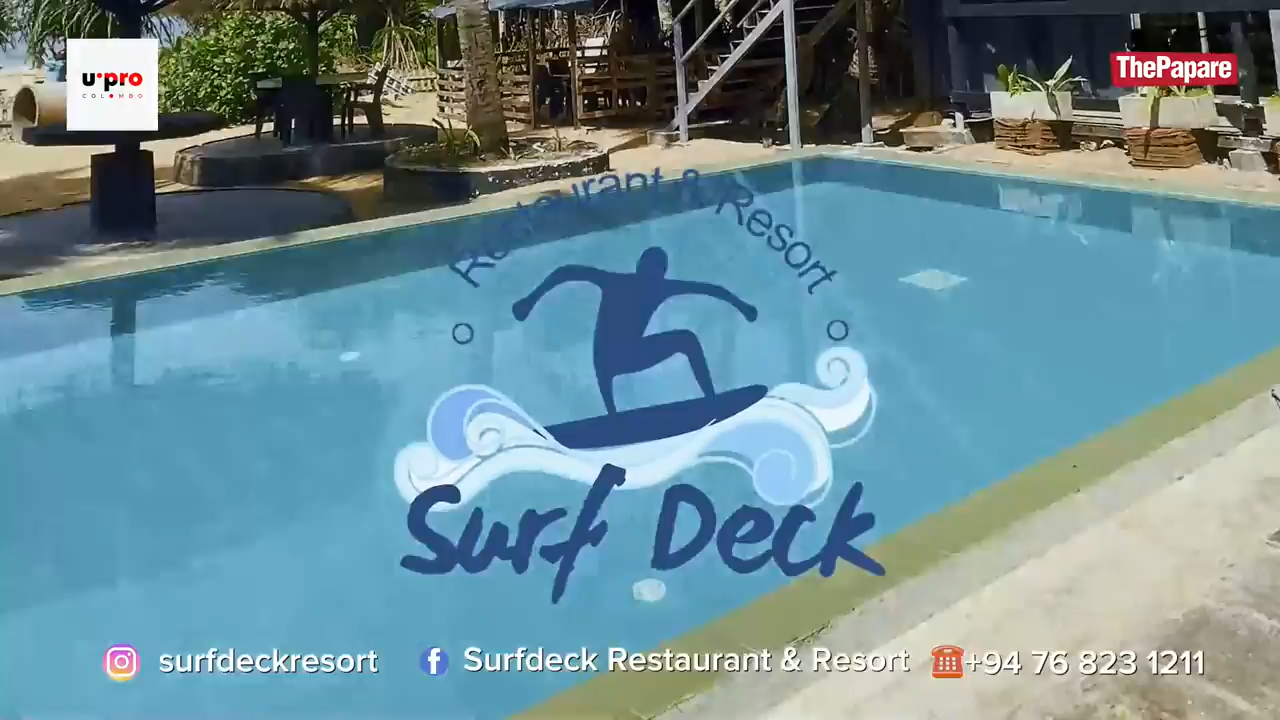 u·pro
COLOMBO
ThePapare
Restaurant & Resort
Surf Deck
surfdeckresort
Surfdeck Restaurant & Resort
+94 76 823 1211